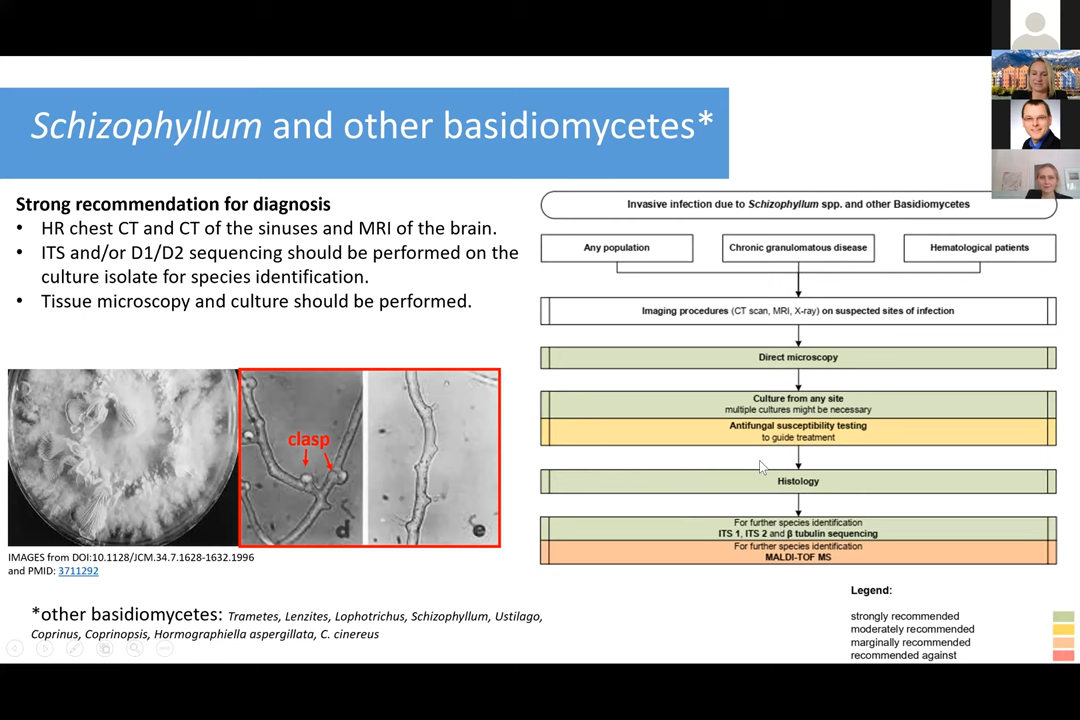 Schizophyllum and other basidiomycetes*
Strong recommendation for diagnosis
• HR chest CT and CT of the sinuses and MRI of the brain.
• ITS and/or D1/D2 sequencing should be performed on the
culture isolate for species identification.
• Tissue microscopy and culture should be performed.
clasp
d
e
IMAGES from DOI:10.1128/JCM.34.7.1628-1632.1996
and PMID: 3711292
*other basidiomycetes: Trametes, Lenzites, Lophotrichus, Schizophyllum, Ustilago,
Coprinus, Coprinopsis, Hormographiella aspergillata, C. cinereus
Invasive infection due to Schizophyllum spp. and other Basidiomycetes
Any population
Chronic granulomatous disease
Hematological patients
Imaging procedures (CT scan, MRI, X-ray) on suspected sites of infection
Direct microscopy
Culture from any site
multiple cultures might be necessary
Antifungal susceptibility testing
to guide treatment
Histology
For further species identification
ITS 1, ITS 2 and β tubulin sequencing
For further species identification
MALDI-TOF MS
Legend:
strongly recommended
moderately recommended
marginally recommended
recommended against